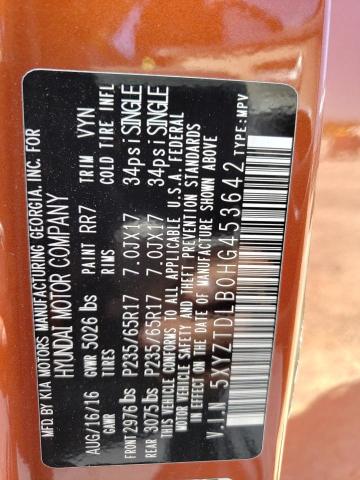 MFD. BY KIA MOTORS MANUFACTURING GEORGIA. INC. FOR
HYUNDAI MOTOR COMPANY
AUG/16/16 PAINT RR7 TRIM VYN
GAWR GVWR 5026 lbs TIRES RIMS COLD TIRE INFL
FRONT 2976 lbs P235/65R17 7.0JX17 34psi SINGLE
REAR 3075 lbs P235/65R17 7.0JX17 34psi SINGLE
THIS VEHICLE CONFORMS TO ALL APPLICABLE U.S.A. FEDERAL
MOTOR VEHICLE SAFETY AND THEFT PREVENTION STANDARDS
IN EFFECT ON THE DATE OF MANUFACTURE SHOWN ABOVE
V.I.N 5XYZTDLB0HG453642 TYPE:MPV